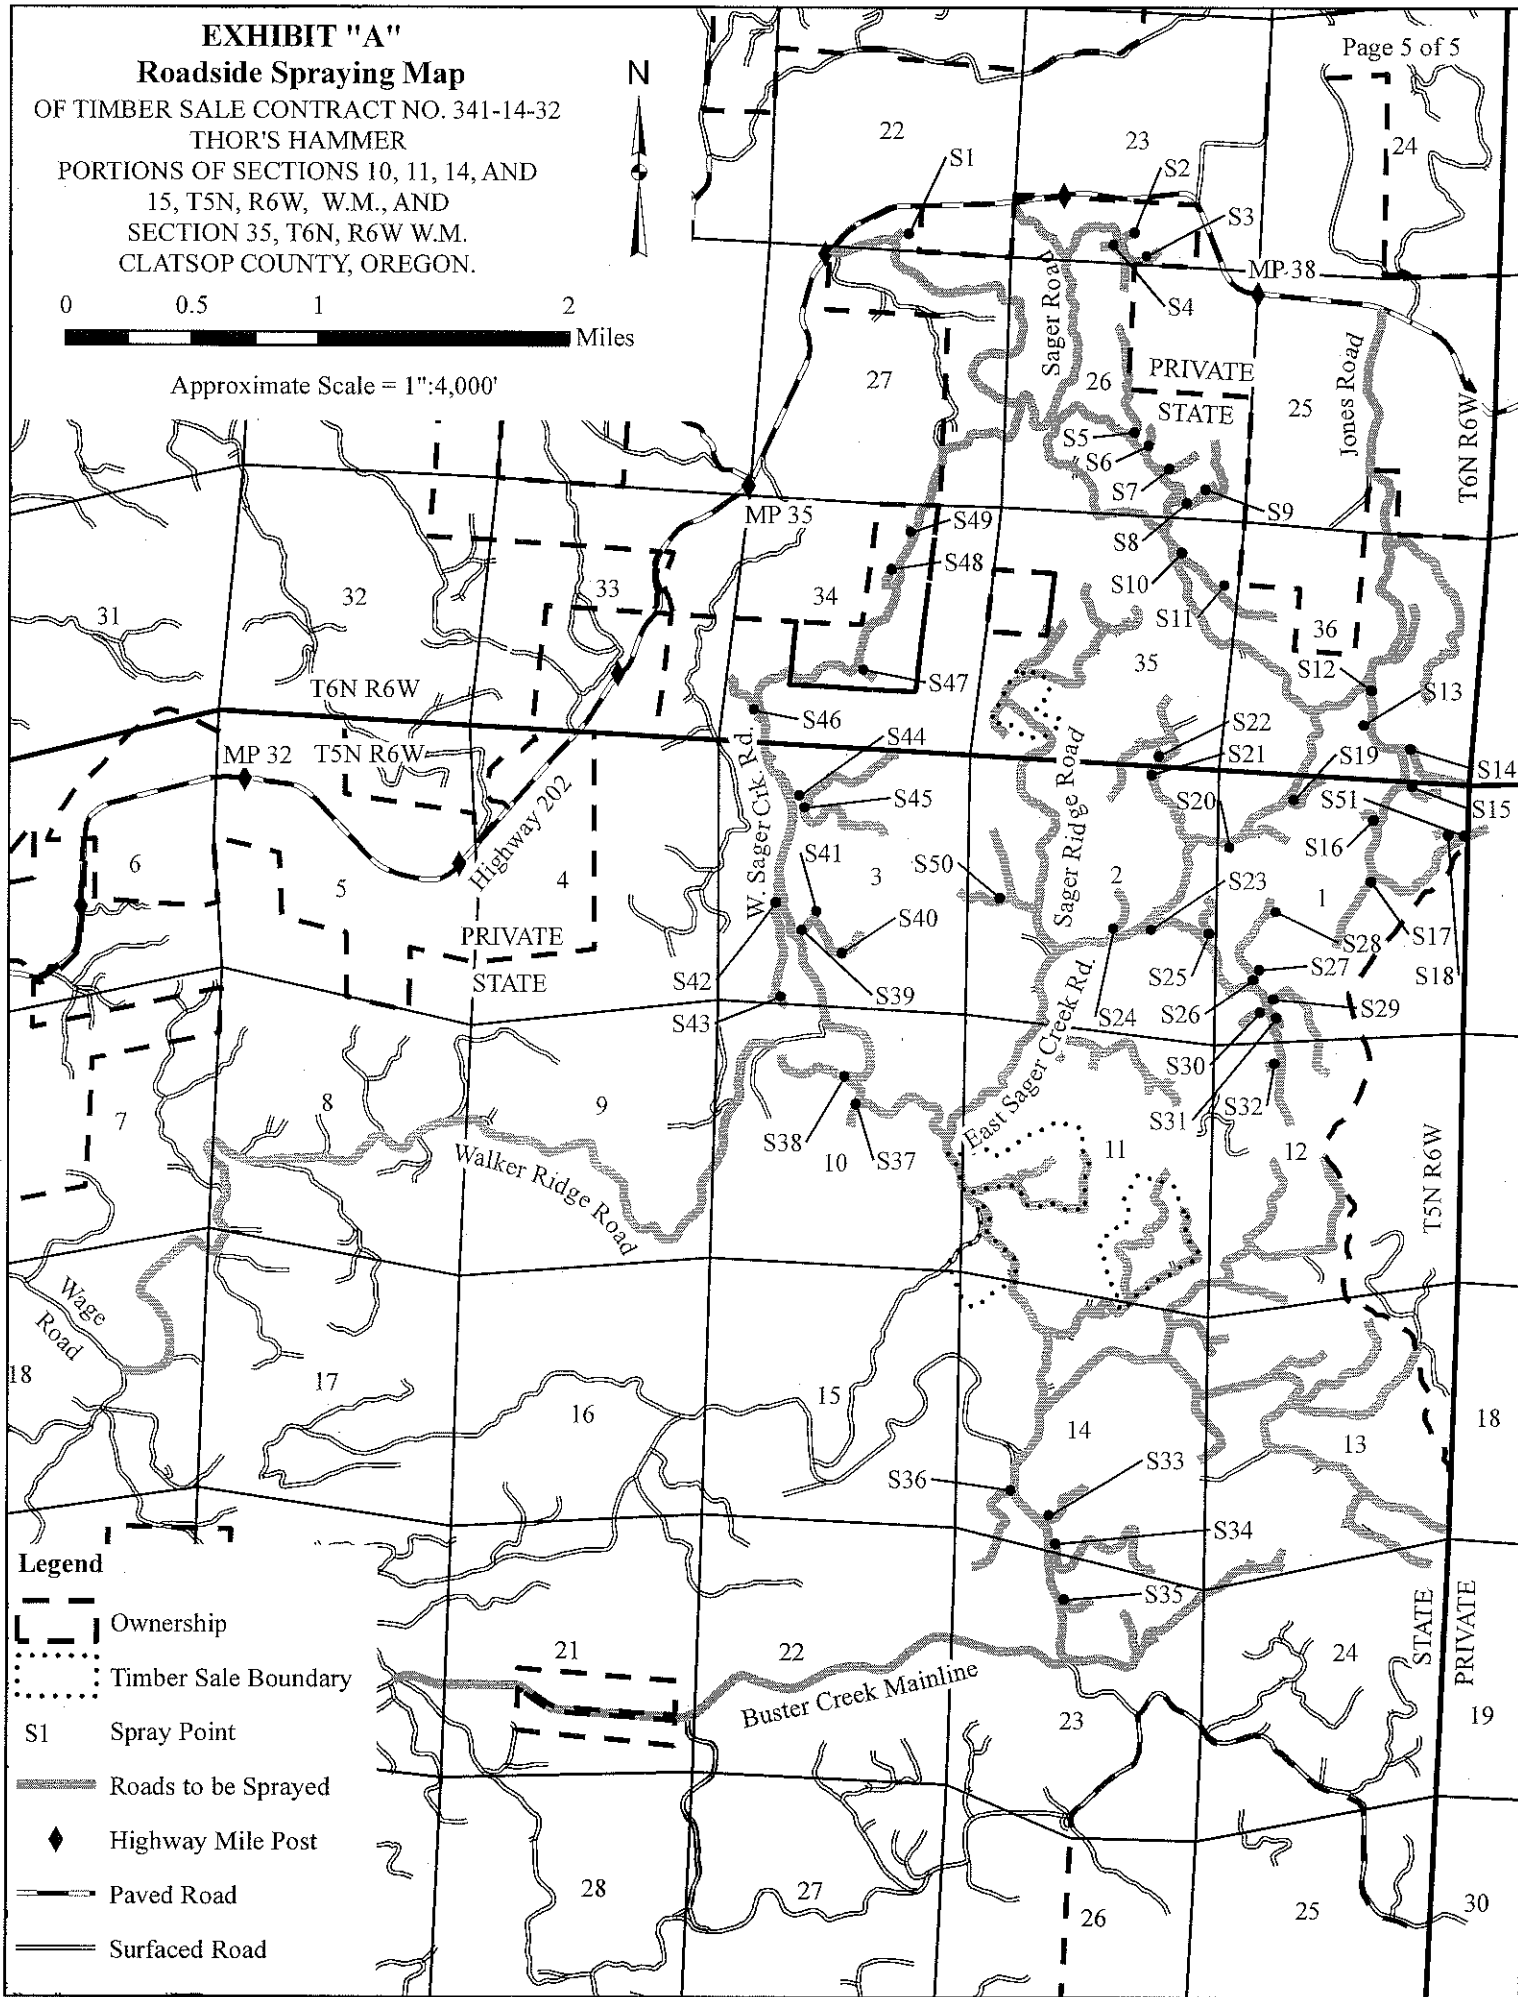 EXHIBIT "A"
Roadside Spraying Map
OF TIMBER SALE CONTRACT NO. 341-14-32
THOR'S HAMMER
PORTIONS OF SECTIONS 10, 11, 14, AND
15, T5N, R6W, W.M., AND
SECTION 35, T6N, R6W W.M.
CLATSOP COUNTY, OREGON.
0 0.5 1 2
Miles
Approximate Scale = 1":4,000'
N
Page 5 of 5
22
23
24
S1
S2
S3
S4
Sager Road
MP 38
27
26
25
PRIVATE
STATE
Jones Road
T6N R6W
S5
S6
S7
S8
S9
S10
S11
MP 35
S49
S48
31
32
33
34
35
36
S12
S13
S47
S46
T6N R6W
T5N R6W
MP 32
Highway 202
W. Sager Crk. Rd.
S44
S45
S22
S21
S19
S20
S14
S51
S15
S16
Sager Ridge Road
6
5
4
3
2
1
S41
S50
S40
S23
S28
S17
S18
S27
S25
S26
S24
S29
S42
S39
S43
PRIVATE
STATE
East Sager Creek Rd.
S30
S31
S32
7
8
9
10
11
12
S38
S37
Walker Ridge Road
T5N R6W
Wage
Road
18
17
16
15
14
13
18
S36
S33
S34
S35
STATE
PRIVATE
21
22
23
24
19
Buster Creek Mainline
28
27
26
25
30
Legend
Ownership
Timber Sale Boundary
S1 Spray Point
Roads to be Sprayed
Highway Mile Post
Paved Road
Surfaced Road